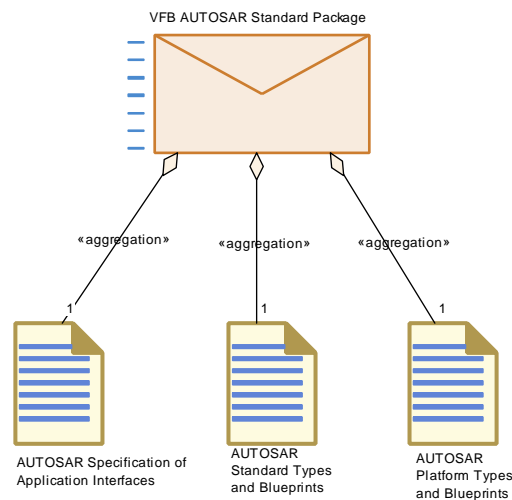 VFB AUTOSAR Standard Package
«aggregation»
«aggregation»
«aggregation»
1
1
1
AUTOSAR Specification of
Application Interfaces
AUTOSAR
Standard Types
and Blueprints
AUTOSAR
Platform Types
and Blueprints